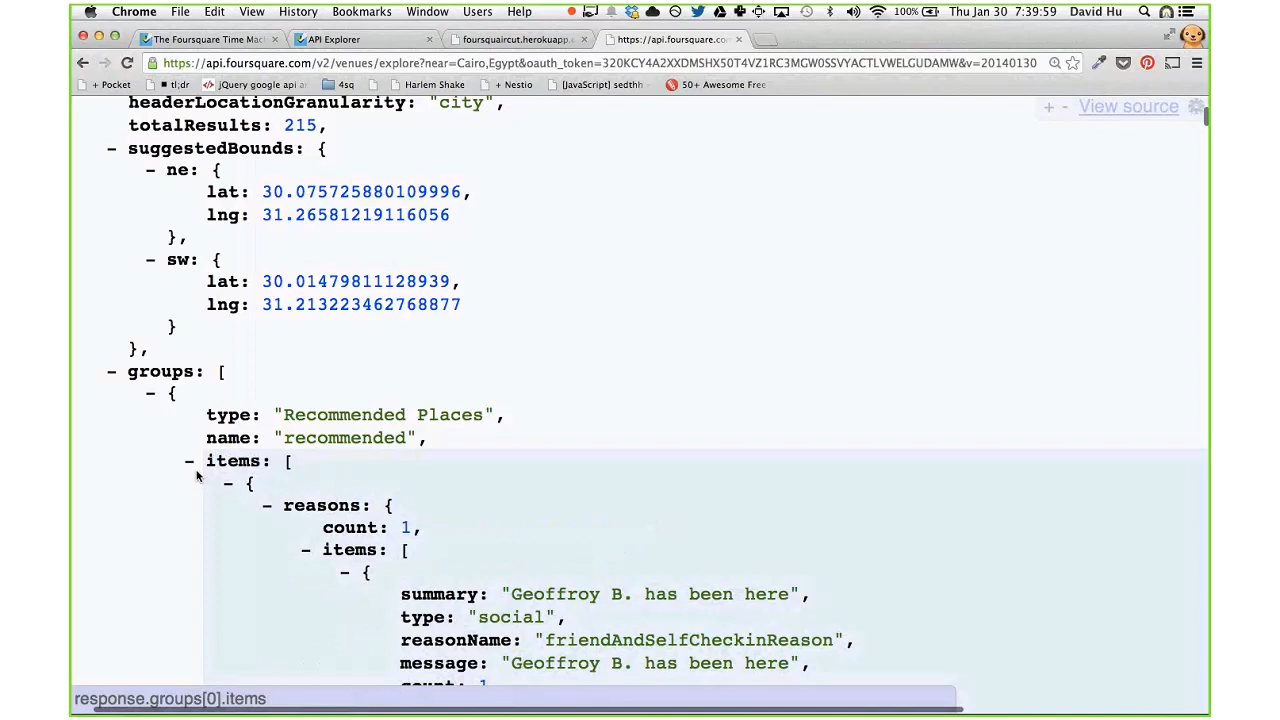 Chrome File Edit View History Bookmarks Window Users Help 100% Thu Jan 30 7:39:59 David Hu
The Foursquare Time Mac API Explorer foursquaircut.herokuapp. https://api.foursquare.co
https://api.foursquare.com/v2/venues/explore?near=Cairo,Egypt&oauth_token=320KCY4A2XXDMSHX50T4VZ1RC3MGW0SSVYACTLVWELGUDAMW&v=20140130
+ Pocket tl;dr jQuery google api a 4sq Harlem Shake + Nestio [JavaScript] sedthh 50+ Awesome Free
headerLocationGranularity: "city",
+ - View source
totalResults: 215,
- suggestedBounds: {
- ne: {
lat: 30.075725880109996,
lng: 31.26581219116056
},
- sw: {
lat: 30.01479811128939,
lng: 31.213223462768877
}
},
- groups: [
- {
type: "Recommended Places",
name: "recommended",
- items: [
- {
- reasons: {
count: 1,
- items: [
- {
summary: "Geoffroy B. has been here",
type: "social",
reasonName: "friendAndSelfCheckinReason",
message: "Geoffroy B. has been here",
count: 1
response.groups[0].items